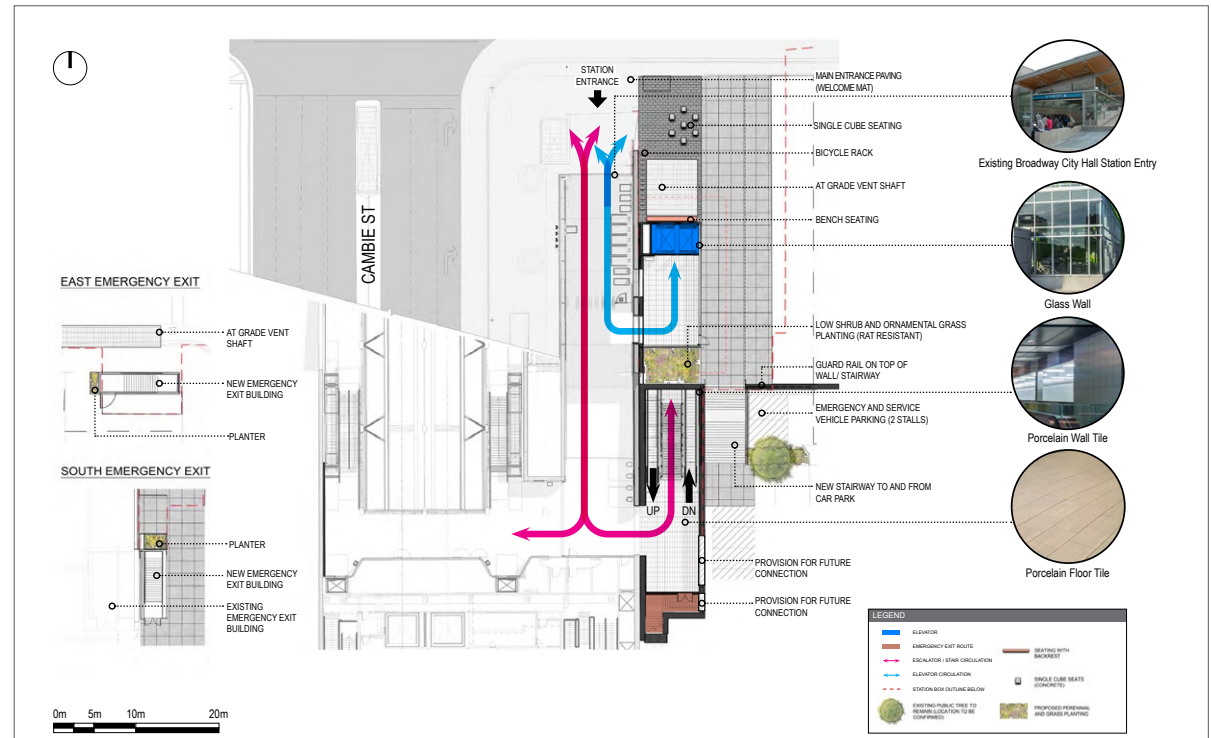 STATION
ENTRANCE
MAIN ENTRANCE PAVING
(WELCOME MAT)
SINGLE CUBE SEATING
BICYCLE RACK
AT GRADE VENT SHAFT
BENCH SEATING
LOW SHRUB AND ORNAMENTAL GRASS
PLANTING (RAT RESISTANT)
GUARD RAIL ON TOP OF
WALL/ STAIRWAY
EMERGENCY AND SERVICE
VEHICLE PARKING (2 STALLS)
NEW STAIRWAY TO AND FROM
CAR PARK
PROVISION FOR FUTURE
CONNECTION
PROVISION FOR FUTURE
CONNECTION
CAMBIE ST
UP
DN
Existing Broadway City Hall Station Entry
Glass Wall
Porcelain Wall Tile
Porcelain Floor Tile
EAST EMERGENCY EXIT
AT GRADE VENT
SHAFT
NEW EMERGENCY
EXIT BUILDING
PLANTER
SOUTH EMERGENCY EXIT
PLANTER
NEW EMERGENCY
EXIT BUILDING
EXISTING
EMERGENCY EXIT
BUILDING
0m 5m 10m 20m
LEGEND
ELEVATOR
EMERGENCY EXIT ROUTE
ESCALATOR / STAIR CIRCULATION
ELEVATOR CIRCULATION
STATION BOX OUTLINE BELOW
EXISTING PUBLIC TREE TO
REMAIN (LOCATION TO BE
CONFIRMED)
SEATING WITH
BACKREST
SINGLE CUBE SEATS
(CONCRETE)
PROPOSED PERENNIAL
AND GRASS PLANTING